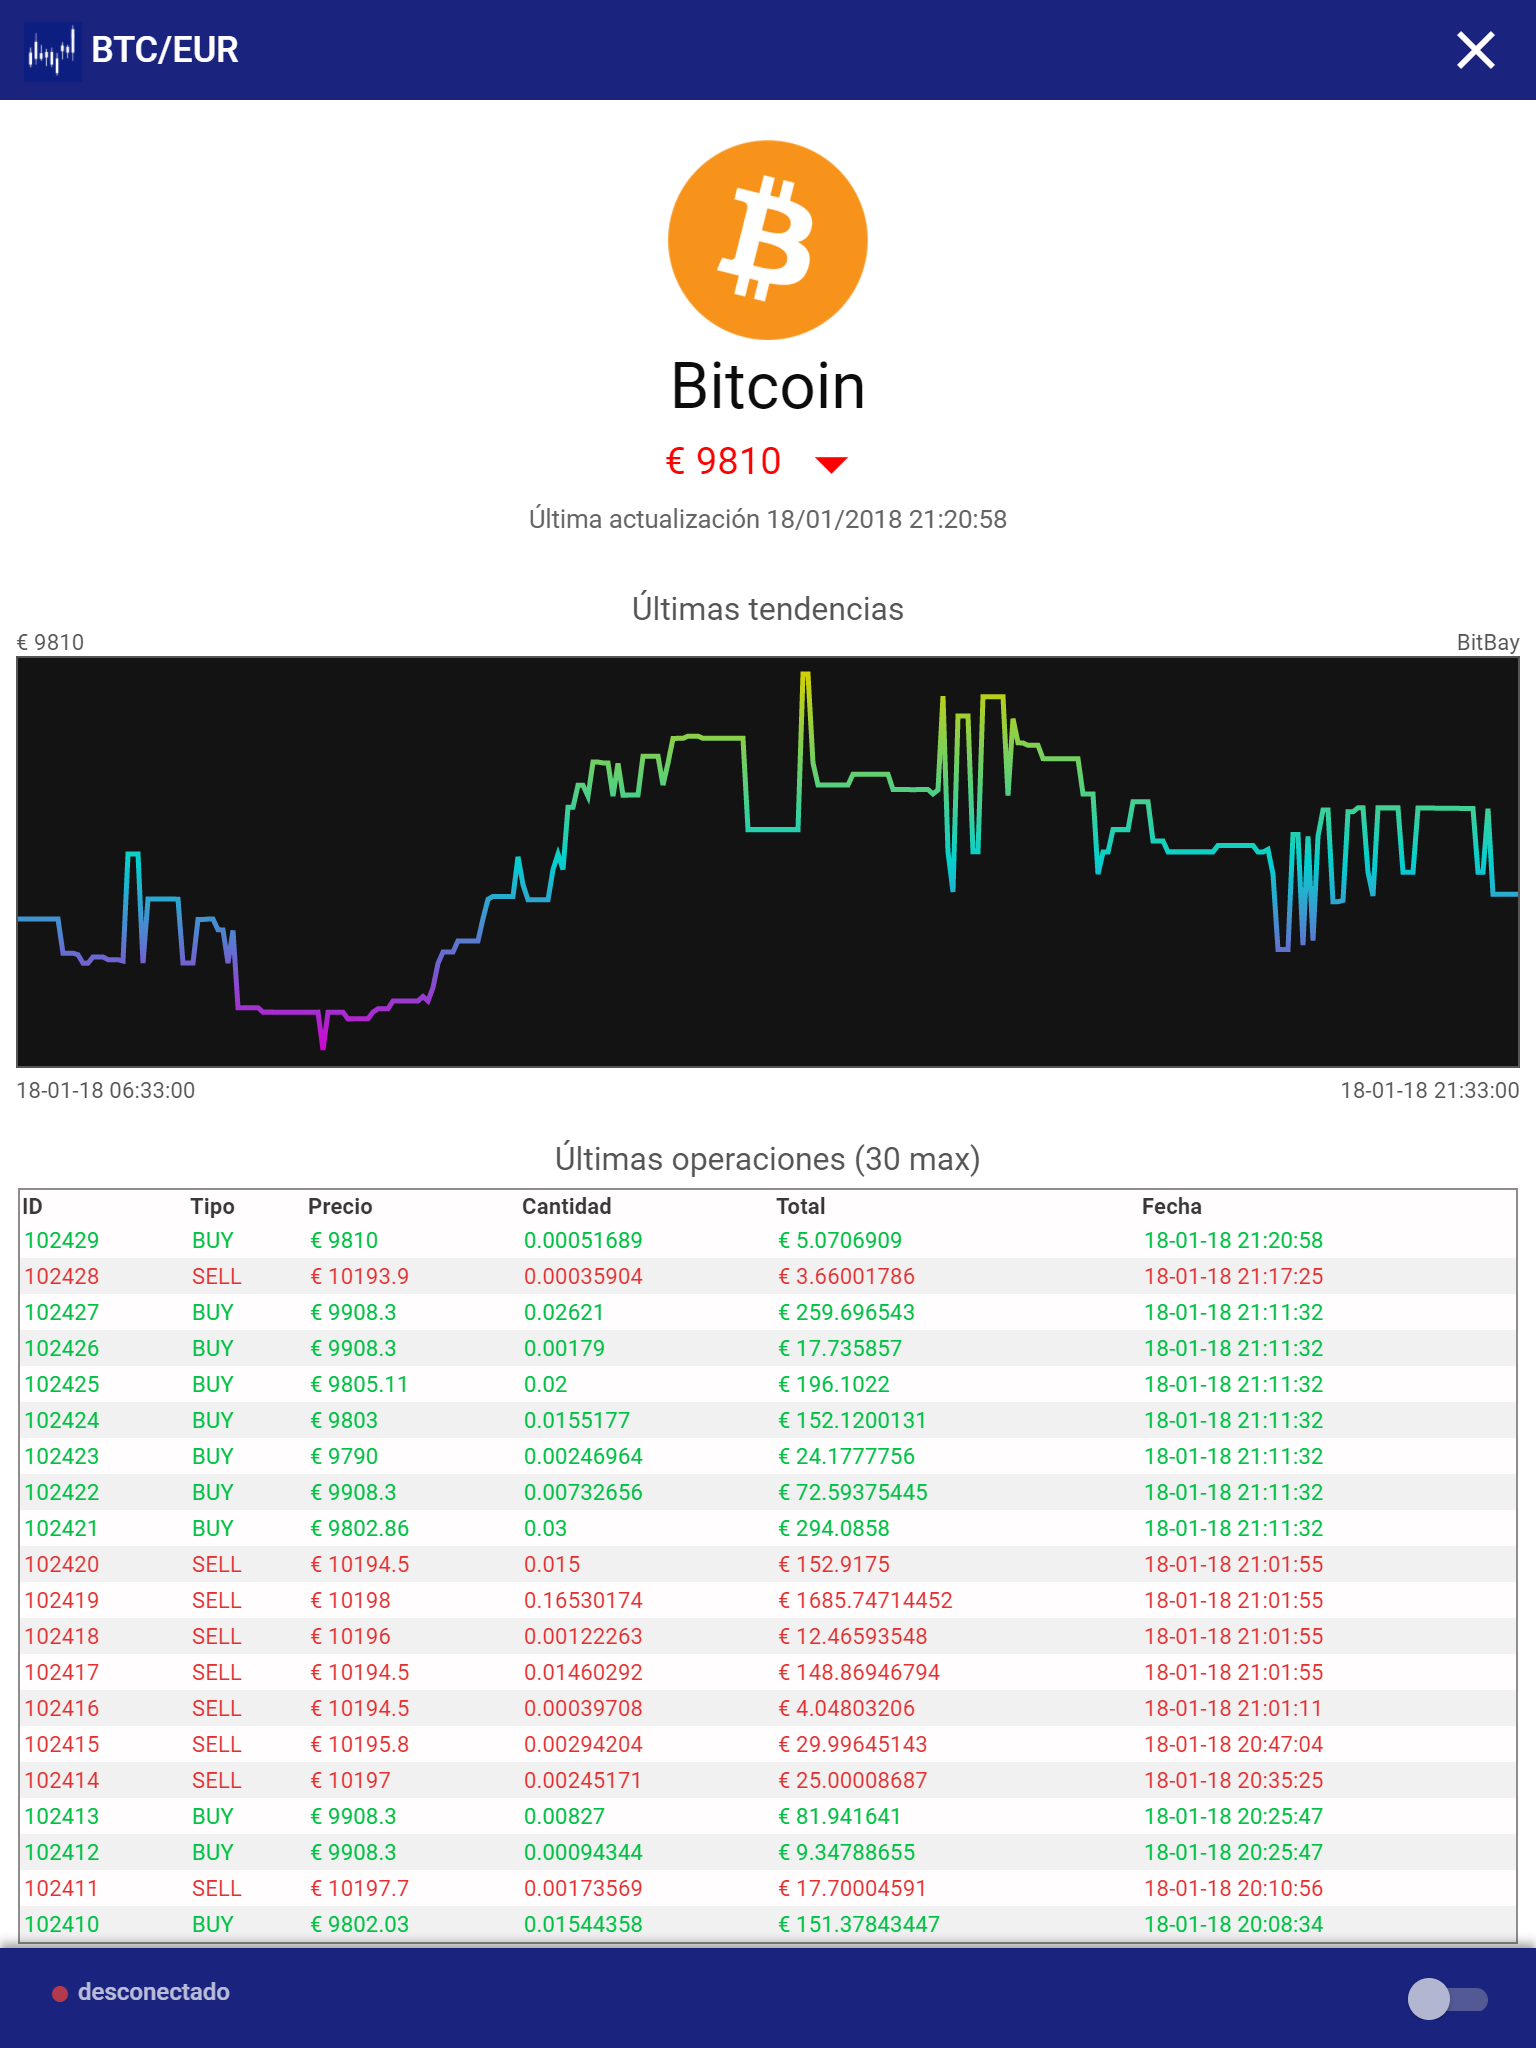 BTC/EUR
Bitcoin
€ 9810
Última actualización 18/01/2018 21:20:58
Últimas tendencias
€ 9810 BitBay
18-01-18 06:33:00 18-01-18 21:33:00
Últimas operaciones (30 max)
ID Tipo Precio Cantidad Total Fecha
102429 BUY € 9810 0.00051689 € 5.0706909 18-01-18 21:20:58
102428 SELL € 10193.9 0.00035904 € 3.66001786 18-01-18 21:17:25
102427 BUY € 9908.3 0.02621 € 259.696543 18-01-18 21:11:32
102426 BUY € 9908.3 0.00179 € 17.735857 18-01-18 21:11:32
102425 BUY € 9805.11 0.02 € 196.1022 18-01-18 21:11:32
102424 BUY € 9803 0.0155177 € 152.1200131 18-01-18 21:11:32
102423 BUY € 9790 0.00246964 € 24.1777756 18-01-18 21:11:32
102422 BUY € 9908.3 0.00732656 € 72.59375445 18-01-18 21:11:32
102421 BUY € 9802.86 0.03 € 294.0858 18-01-18 21:11:32
102420 SELL € 10194.5 0.015 € 152.9175 18-01-18 21:01:55
102419 SELL € 10198 0.16530174 € 1685.74714452 18-01-18 21:01:55
102418 SELL € 10196 0.00122263 € 12.46593548 18-01-18 21:01:55
102417 SELL € 10194.5 0.01460292 € 148.86946794 18-01-18 21:01:55
102416 SELL € 10194.5 0.00039708 € 4.04803206 18-01-18 21:01:11
102415 SELL € 10195.8 0.00294204 € 29.99645143 18-01-18 20:47:04
102414 SELL € 10197 0.00245171 € 25.00008687 18-01-18 20:35:25
102413 BUY € 9908.3 0.00827 € 81.941641 18-01-18 20:25:47
102412 BUY € 9908.3 0.00094344 € 9.34788655 18-01-18 20:25:47
102411 SELL € 10197.7 0.00173569 € 17.70004591 18-01-18 20:10:56
102410 BUY € 9802.03 0.01544358 € 151.37843447 18-01-18 20:08:34
desconectado